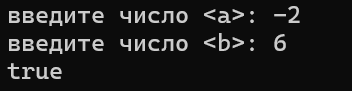 введите число <a>: -2
введите число <b>: 6
true